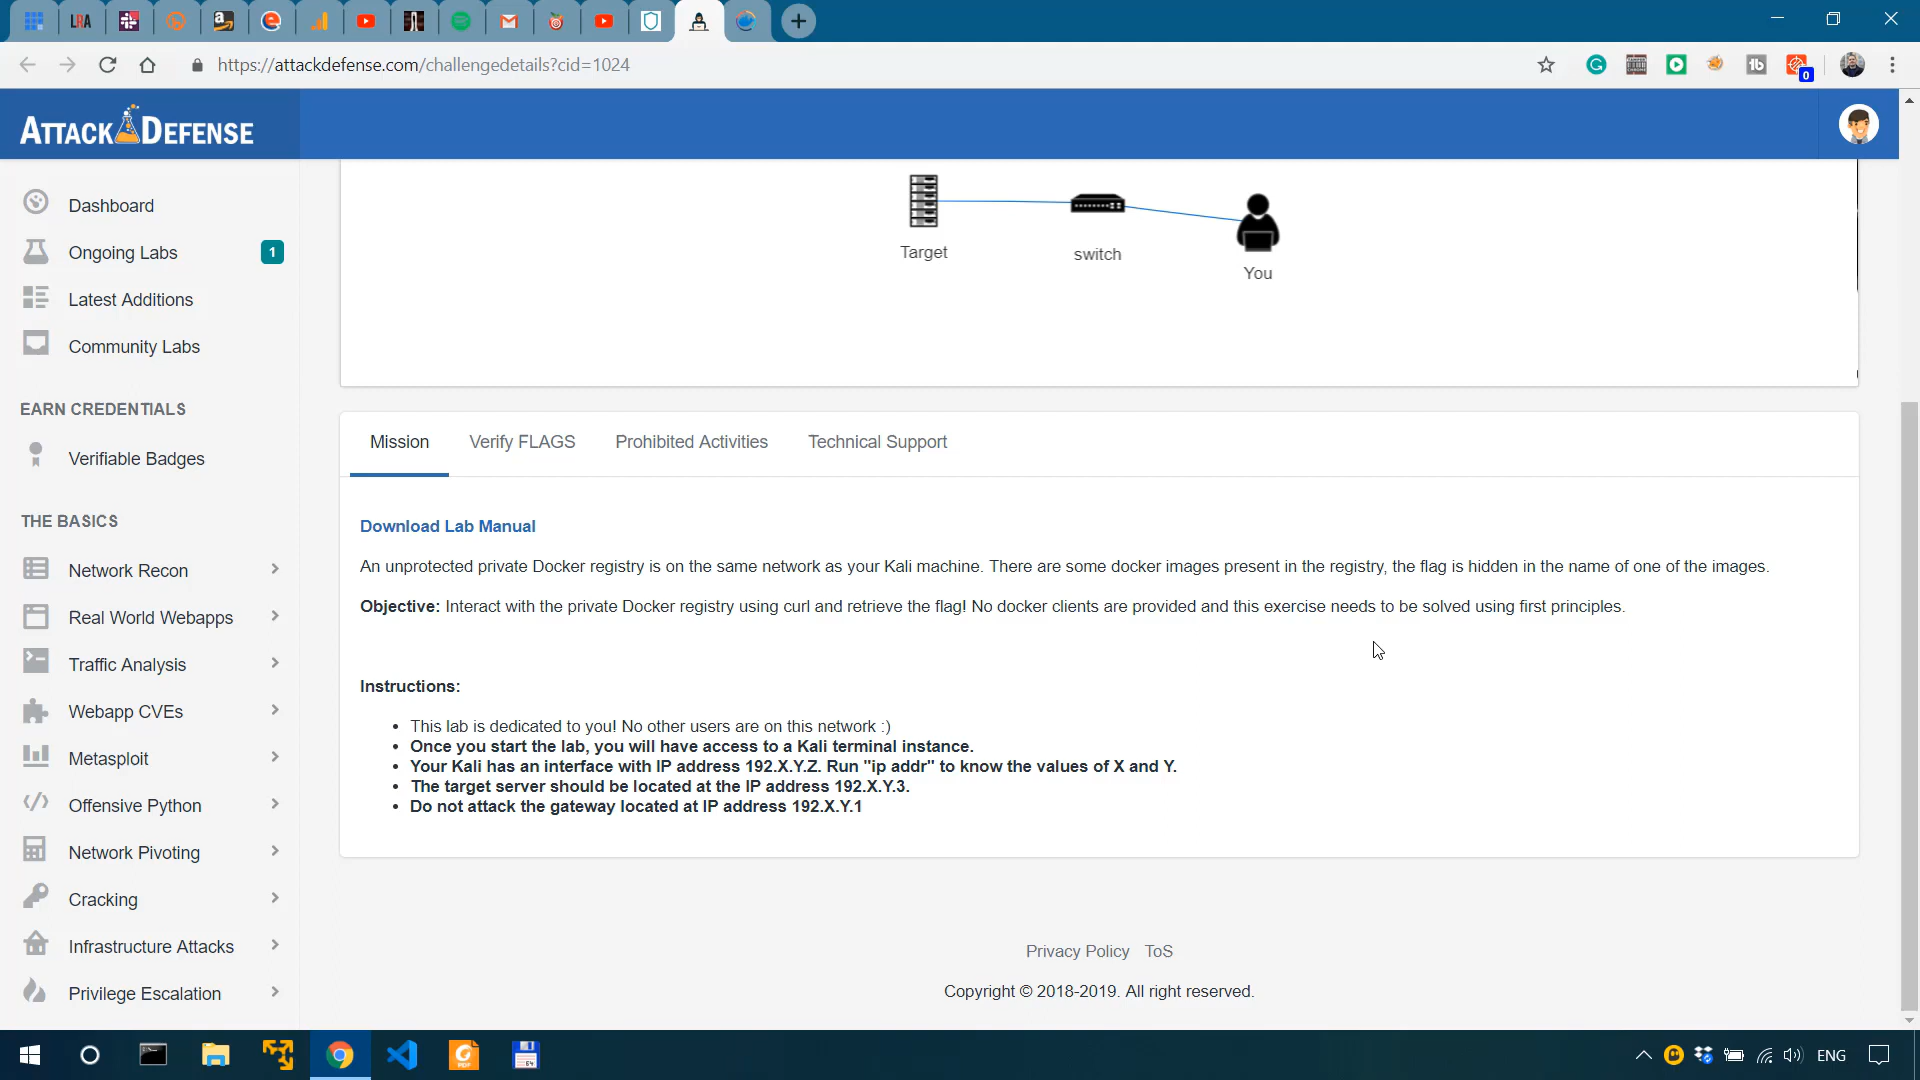 LRA
https://attackdefense.com/challengedetails?cid=1024
0
ATTACK DEFENSE
Dashboard
Ongoing Labs 1
Latest Additions
Community Labs
EARN CREDENTIALS
Verifiable Badges
THE BASICS
Network Recon
Real World Webapps
Traffic Analysis
Webapp CVEs
Metasploit
Offensive Python
Network Pivoting
Cracking
Infrastructure Attacks
Privilege Escalation
Target
switch
You
Mission Verify FLAGS Prohibited Activities Technical Support
Download Lab Manual
An unprotected private Docker registry is on the same network as your Kali machine. There are some docker images present in the registry, the flag is hidden in the name of one of the images.
Objective: Interact with the private Docker registry using curl and retrieve the flag! No docker clients are provided and this exercise needs to be solved using first principles.
Instructions:
• This lab is dedicated to you! No other users are on this network :)
• Once you start the lab, you will have access to a Kali terminal instance.
• Your Kali has an interface with IP address 192.X.Y.Z. Run "ip addr" to know the values of X and Y.
• The target server should be located at the IP address 192.X.Y.3.
• Do not attack the gateway located at IP address 192.X.Y.1
Privacy Policy ToS
Copyright © 2018-2019. All right reserved.
ENG